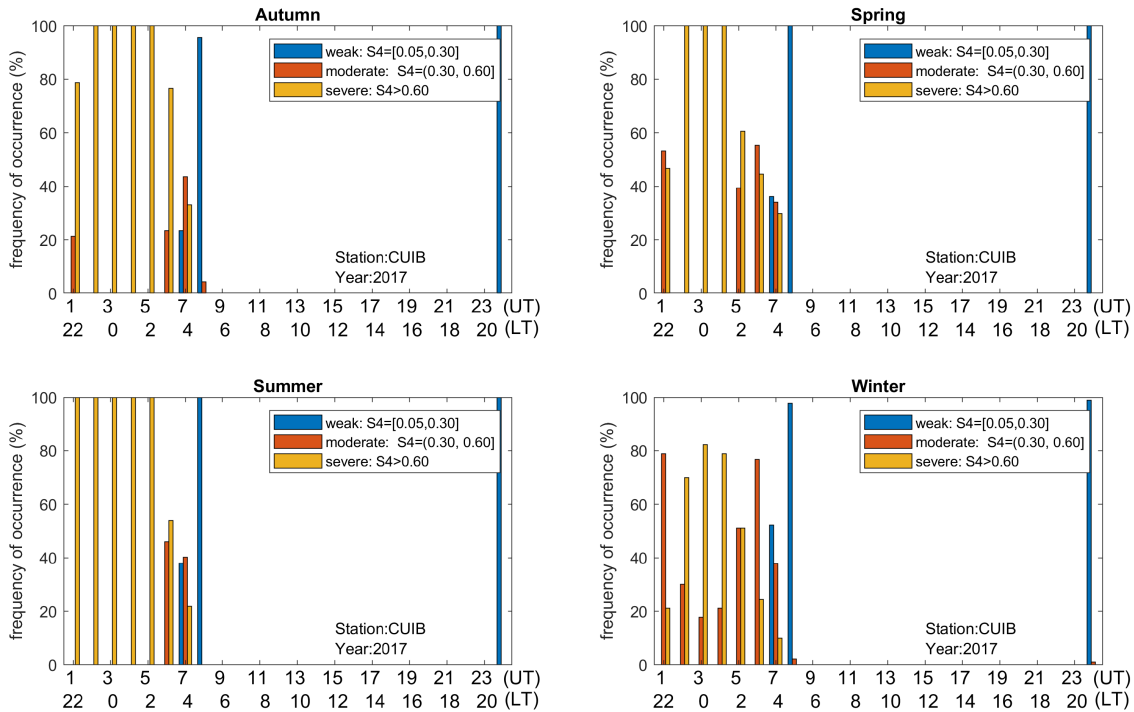 Autumn
frequency of occurrence (%)
100
80
60
40
20
0
weak: S4=[0.05,0.30]
moderate: S4=(0.30, 0.60]
severe: S4>0.60
Station:CUIB
Year:2017
1 3 5 7 9 11 13 15 17 19 21 23 (UT)
22 0 2 4 6 8 10 12 14 16 18 20 (LT)
Spring
frequency of occurrence (%)
100
80
60
40
20
0
weak: S4=[0.05,0.30]
moderate: S4=(0.30, 0.60]
severe: S4>0.60
Station:CUIB
Year:2017
1 3 5 7 9 11 13 15 17 19 21 23 (UT)
22 0 2 4 6 8 10 12 14 16 18 20 (LT)
Summer
frequency of occurrence (%)
100
80
60
40
20
0
weak: S4=[0.05,0.30]
moderate: S4=(0.30, 0.60]
severe: S4>0.60
Station:CUIB
Year:2017
1 3 5 7 9 11 13 15 17 19 21 23 (UT)
22 0 2 4 6 8 10 12 14 16 18 20 (LT)
Winter
frequency of occurrence (%)
100
80
60
40
20
0
weak: S4=[0.05,0.30]
moderate: S4=(0.30, 0.60]
severe: S4>0.60
Station:CUIB
Year:2017
1 3 5 7 9 11 13 15 17 19 21 23 (UT)
22 0 2 4 6 8 10 12 14 16 18 20 (LT)